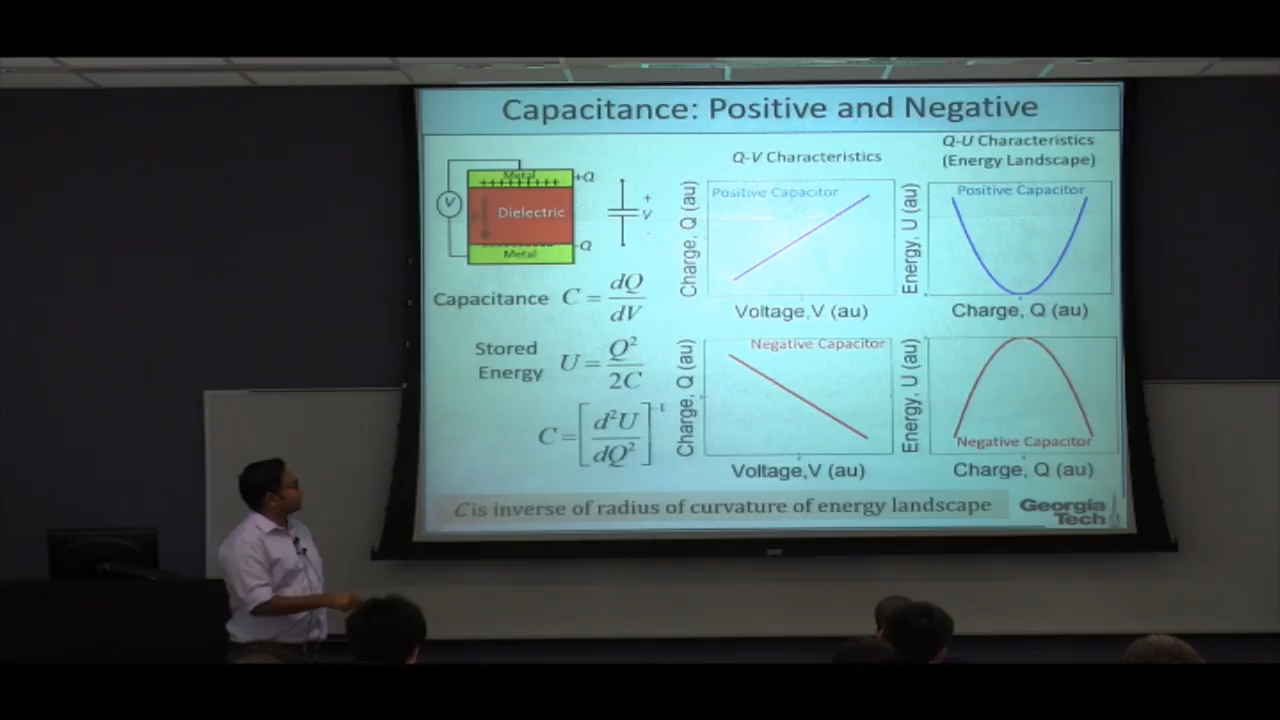 Capacitance: Positive and Negative
Metal
+Q
V
Dielectric
-Q
Metal
+
V
-
Capacitance C = dQ/dV
Stored Energy U = Q²/2C
C = [d²U/dQ²]⁻¹
Q-V Characteristics
Positive Capacitor
Charge, Q (au)
Voltage,V (au)
Negative Capacitor
Charge, Q (au)
Voltage,V (au)
Q-U Characteristics
(Energy Landscape)
Positive Capacitor
Energy, U (au)
Charge, Q (au)
Energy, U (au)
Negative Capacitor
Charge, Q (au)
C is inverse of radius of curvature of energy landscape
Georgia
Tech